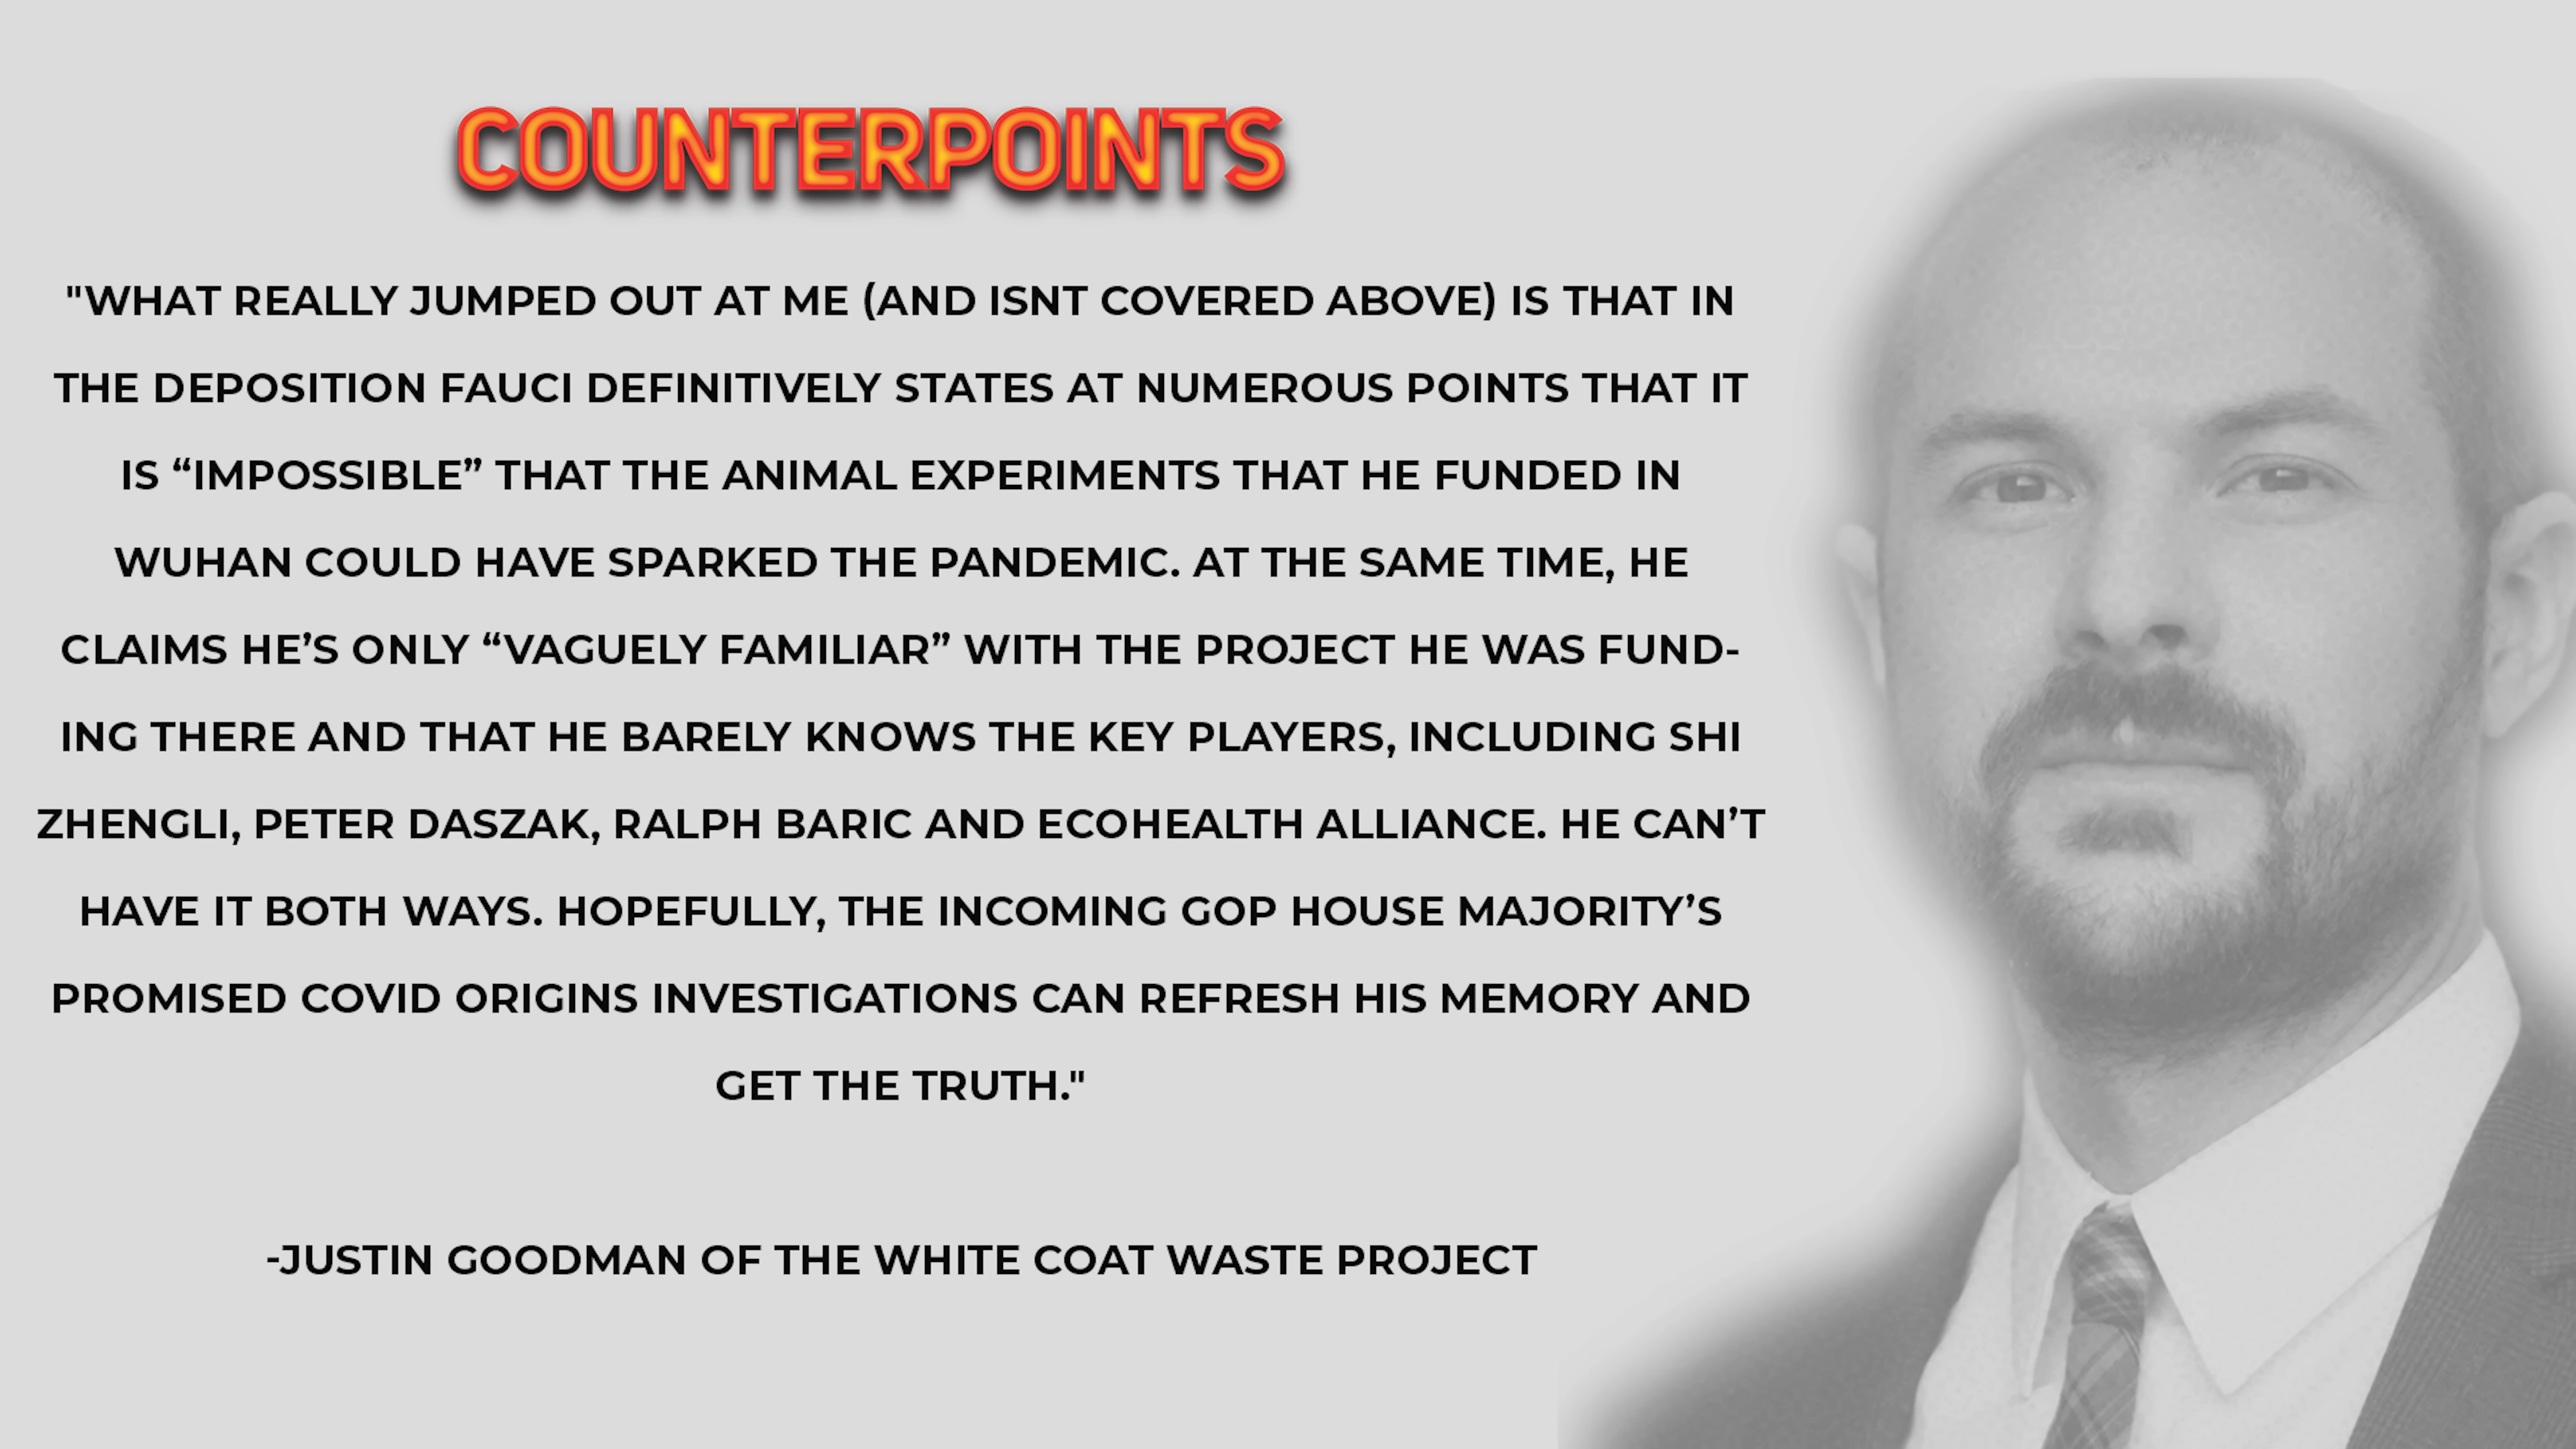 COUNTERPOINTS
"WHAT REALLY JUMPED OUT AT ME (AND ISNT COVERED ABOVE) IS THAT IN
THE DEPOSITION FAUCI DEFINITIVELY STATES AT NUMEROUS POINTS THAT IT
IS “IMPOSSIBLE” THAT THE ANIMAL EXPERIMENTS THAT HE FUNDED IN
WUHAN COULD HAVE SPARKED THE PANDEMIC. AT THE SAME TIME, HE
CLAIMS HE’S ONLY “VAGUELY FAMILIAR” WITH THE PROJECT HE WAS FUND-
ING THERE AND THAT HE BARELY KNOWS THE KEY PLAYERS, INCLUDING SHI
ZHENGLI, PETER DASZAK, RALPH BARIC AND ECOHEALTH ALLIANCE. HE CAN’T
HAVE IT BOTH WAYS. HOPEFULLY, THE INCOMING GOP HOUSE MAJORITY’S
PROMISED COVID ORIGINS INVESTIGATIONS CAN REFRESH HIS MEMORY AND
GET THE TRUTH."
-JUSTIN GOODMAN OF THE WHITE COAT WASTE PROJECT